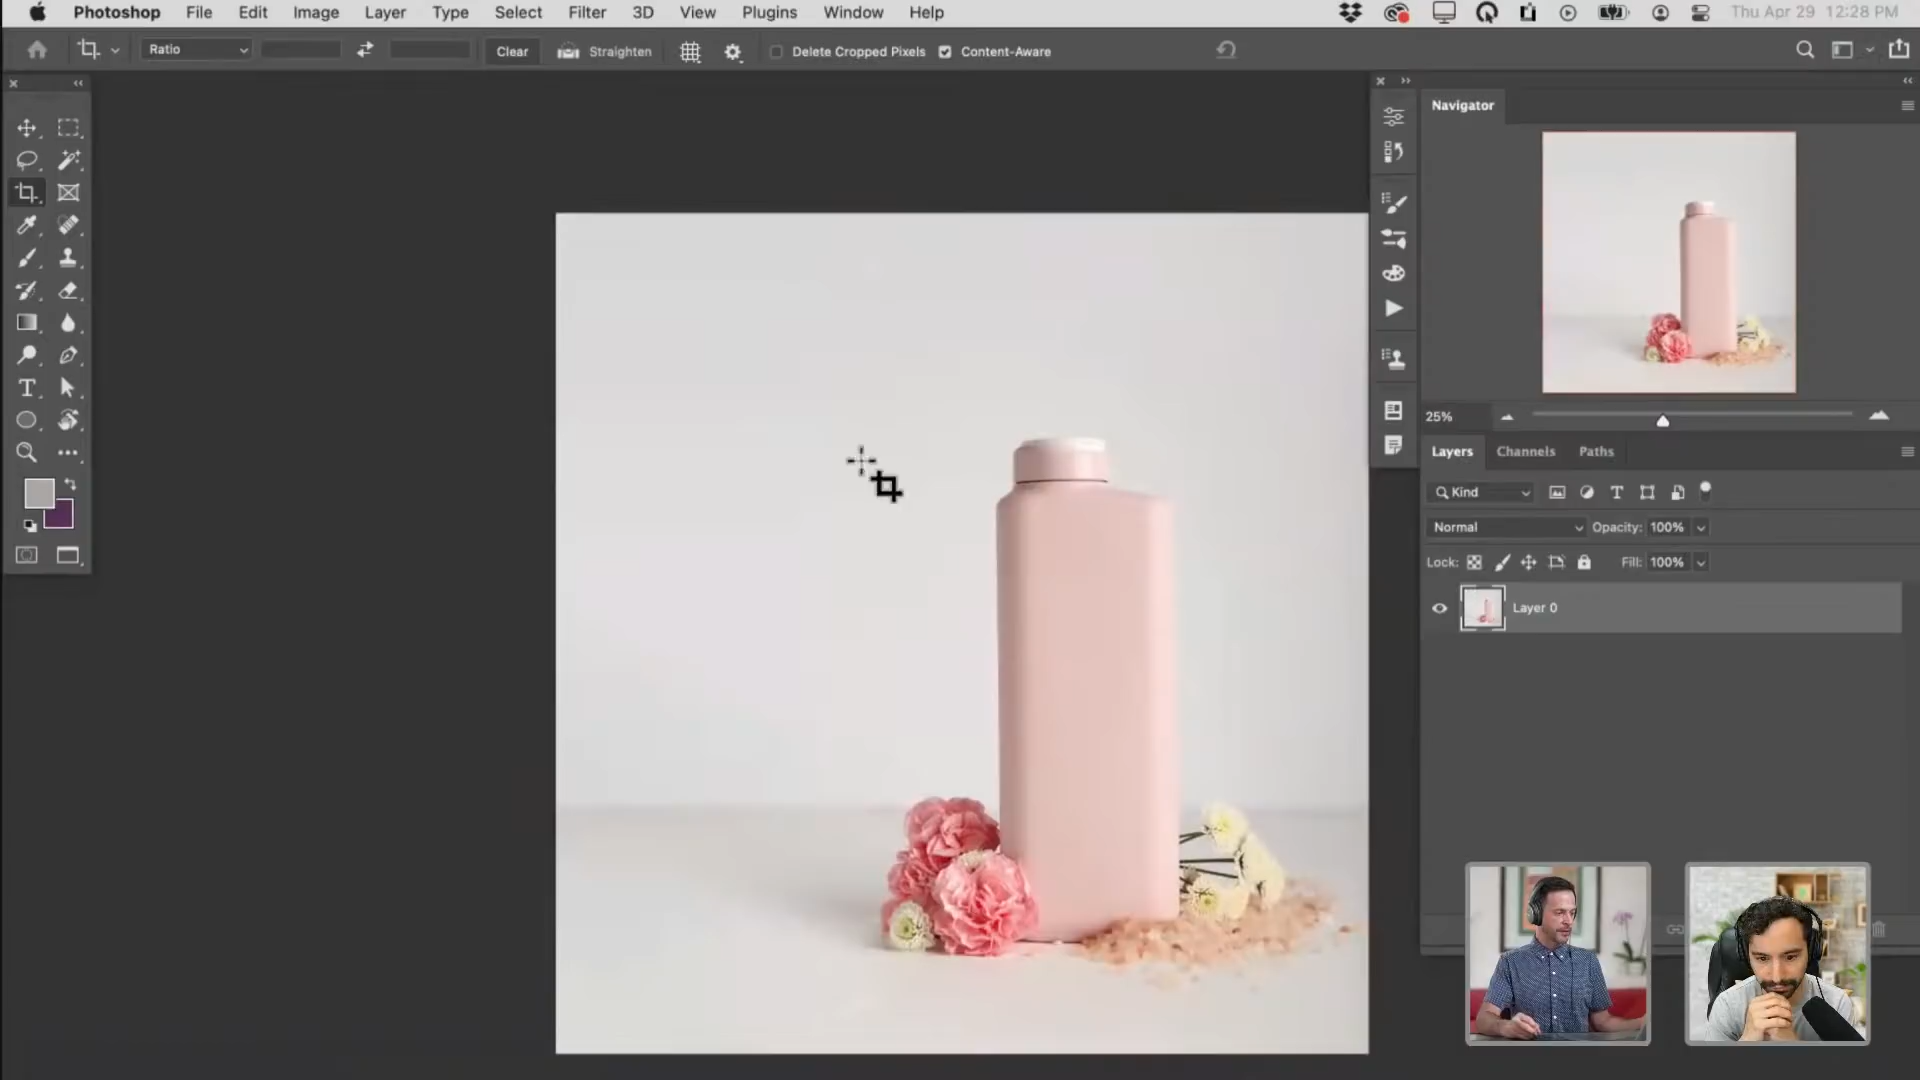 Photoshop File Edit Image Layer Type Select Filter 3D View Plugins Window Help Thu Apr 29 12:28 PM
Ratio Clear Straighten Delete Cropped Pixels Content-Aware
Navigator
25%
Layers Channels Paths
Kind
Normal Opacity: 100%
Lock: Fill: 100%
Layer 0